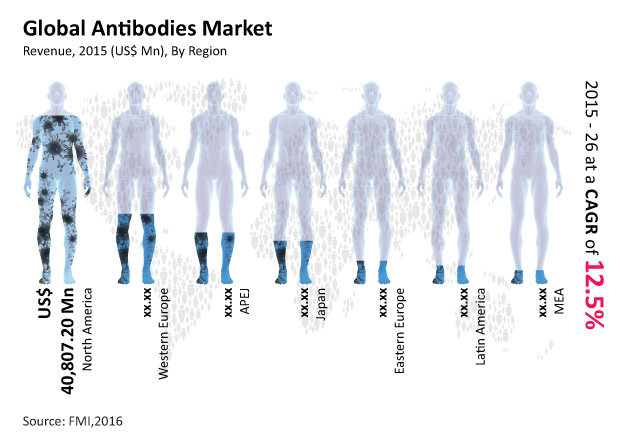 Global Antibodies Market
Revenue, 2015 (US$ Mn), By Region
US$
40,807.20 Mn
North America
xx.xx
Western Europe
xx.xx
APEJ
xx.xx
Japan
xx.xx
Eastern Europe
xx.xx
Latin America
xx.xx
MEA
2015 - 26 at a CAGR of 12.5%
Source: FMI,2016